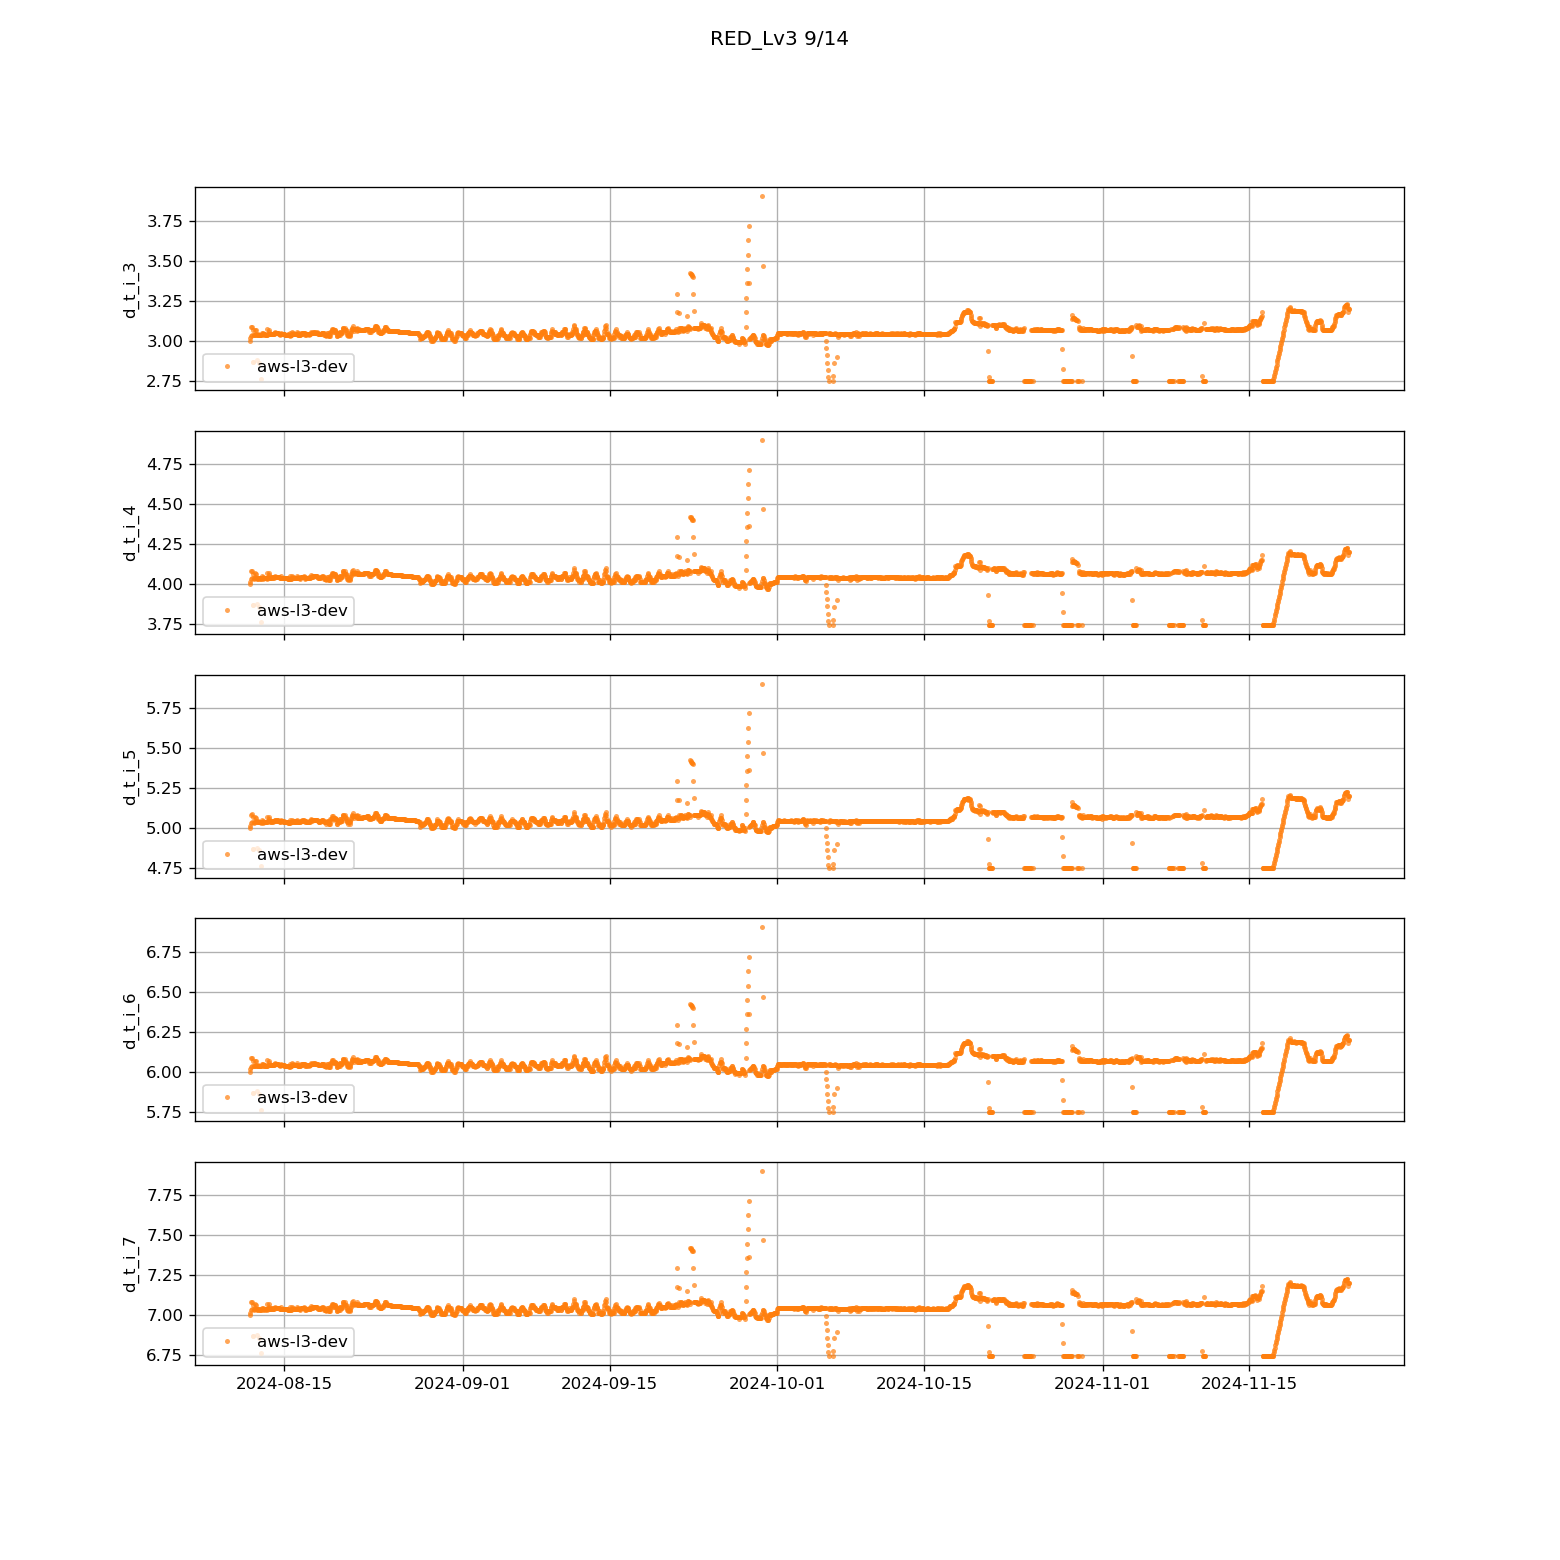 RED_Lv3 9/14
d_t_i_3
3.75
3.50
3.25
3.00
2.75
aws-l3-dev
d_t_i_4
4.75
4.50
4.25
4.00
3.75
aws-l3-dev
d_t_i_5
5.75
5.50
5.25
5.00
4.75
aws-l3-dev
d_t_i_6
6.75
6.50
6.25
6.00
5.75
aws-l3-dev
d_t_i_7
7.75
7.50
7.25
7.00
6.75
aws-l3-dev
2024-08-15 2024-09-01 2024-09-15 2024-10-01 2024-10-15 2024-11-01 2024-11-15